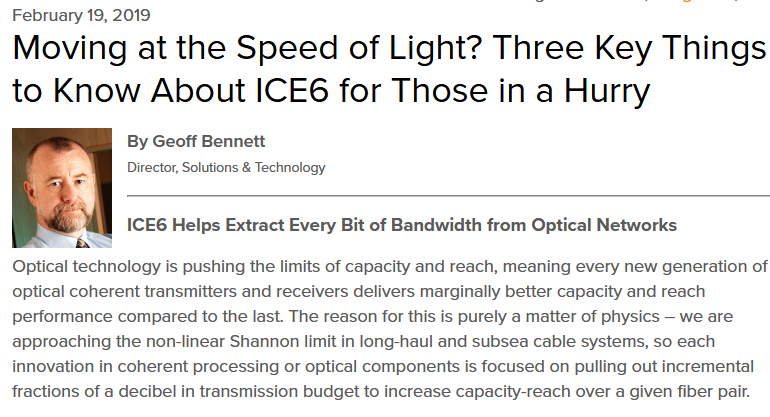 February 19, 2019
Moving at the Speed of Light? Three Key Things
to Know About ICE6 for Those in a Hurry
By Geoff Bennett
Director, Solutions & Technology
ICE6 Helps Extract Every Bit of Bandwidth from Optical Networks
Optical technology is pushing the limits of capacity and reach, meaning every new generation of
optical coherent transmitters and receivers delivers marginally better capacity and reach
performance compared to the last. The reason for this is purely a matter of physics – we are
approaching the non-linear Shannon limit in long-haul and subsea cable systems, so each
innovation in coherent processing or optical components is focused on pulling out incremental
fractions of a decibel in transmission budget to increase capacity-reach over a given fiber pair.